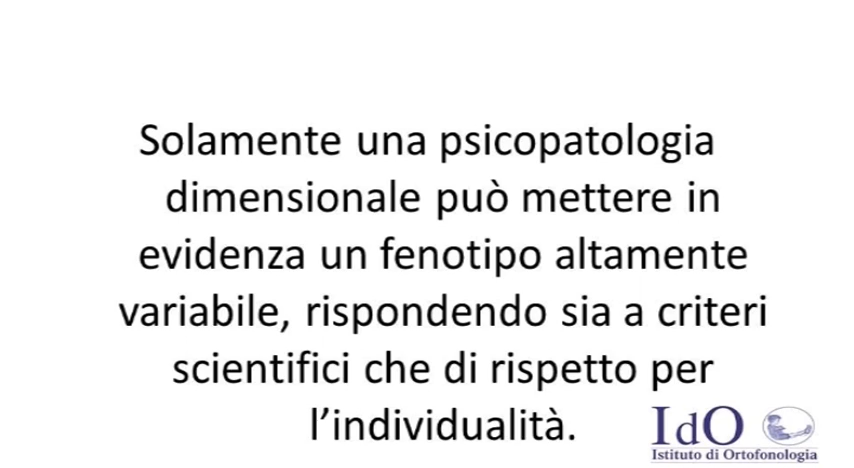 Solamente una psicopatologia
dimensionale può mettere in
evidenza un fenotipo altamente
variabile, rispondendo sia a criteri
scientifici che di rispetto per
l’individualità.
IdO
Istituto di Ortofonologia